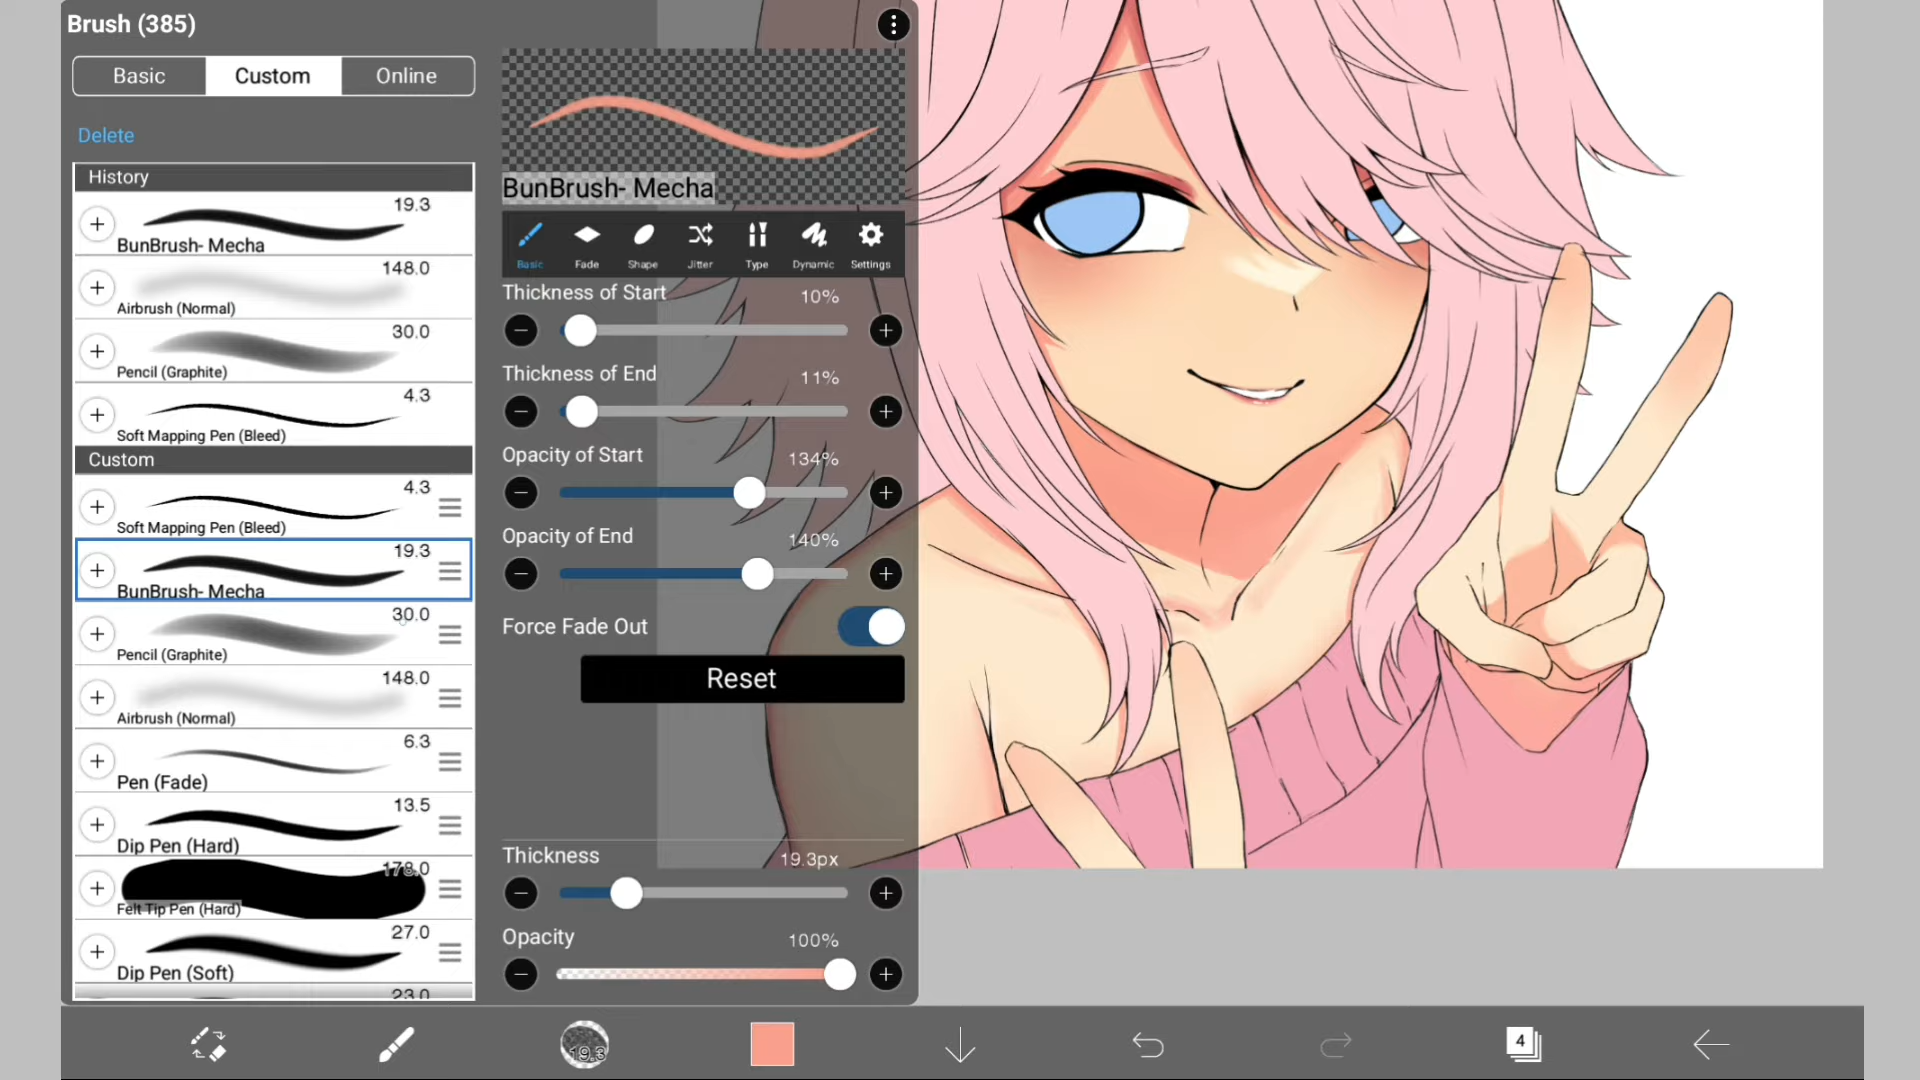 Brush (385)
Basic
Custom
Online
Delete
History
19.3
BunBrush- Mecha
148.0
Airbrush (Normal)
30.0
Pencil (Graphite)
4.3
Soft Mapping Pen (Bleed)
Custom
4.3
Soft Mapping Pen (Bleed)
19.3
BunBrush- Mecha
30.0
Pencil (Graphite)
148.0
Airbrush (Normal)
6.3
Pen (Fade)
13.5
Dip Pen (Hard)
178.0
Felt Tip Pen (Hard)
27.0
Dip Pen (Soft)
23.0
BunBrush- Mecha
Basic
Fade
Shape
Jitter
Type
Dynamic
Settings
Thickness of Start 10%
Thickness of End 11%
Opacity of Start 134%
Opacity of End 140%
Force Fade Out
Reset
Thickness 19.3px
Opacity 100%
19.3
4